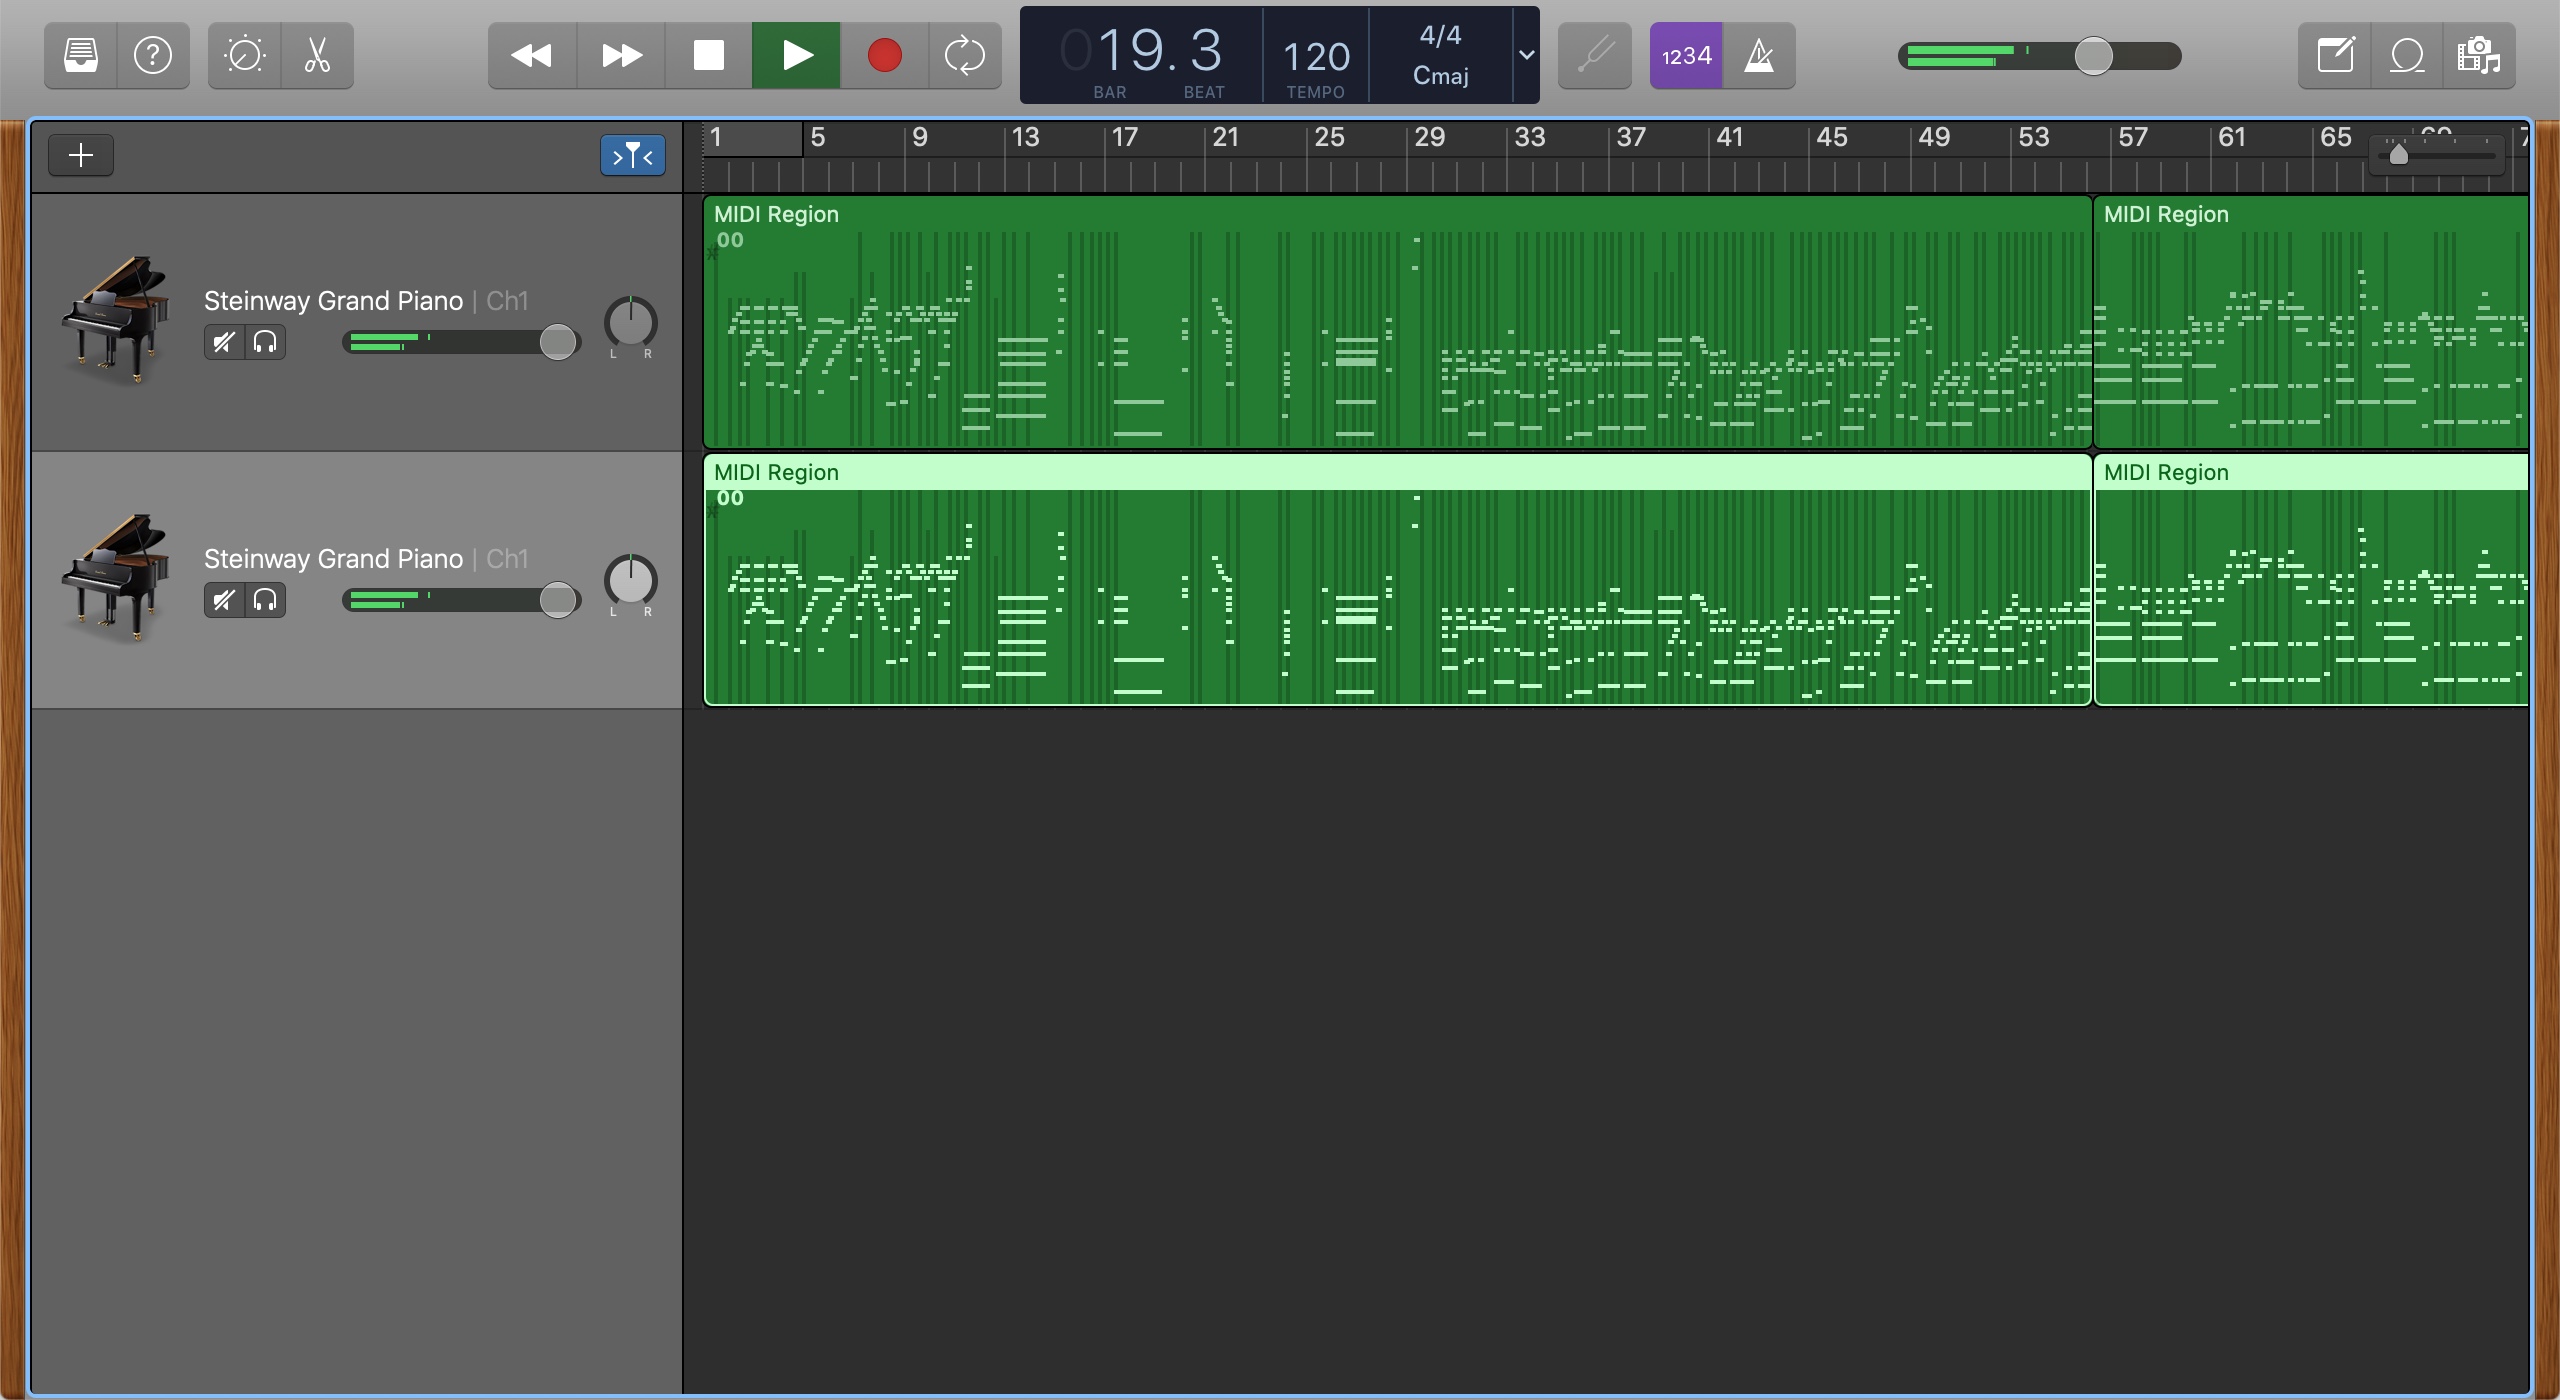 ?
19.3
BAR BEAT
120
TEMPO
4/4
Cmaj
1234
1 5 9 13 17 21 25 29 33 37 41 45 49 53 57 61 65
MIDI Region
MIDI Region
00
Steinway Grand Piano | Ch1
L R
MIDI Region
MIDI Region
00
Steinway Grand Piano | Ch1
L R